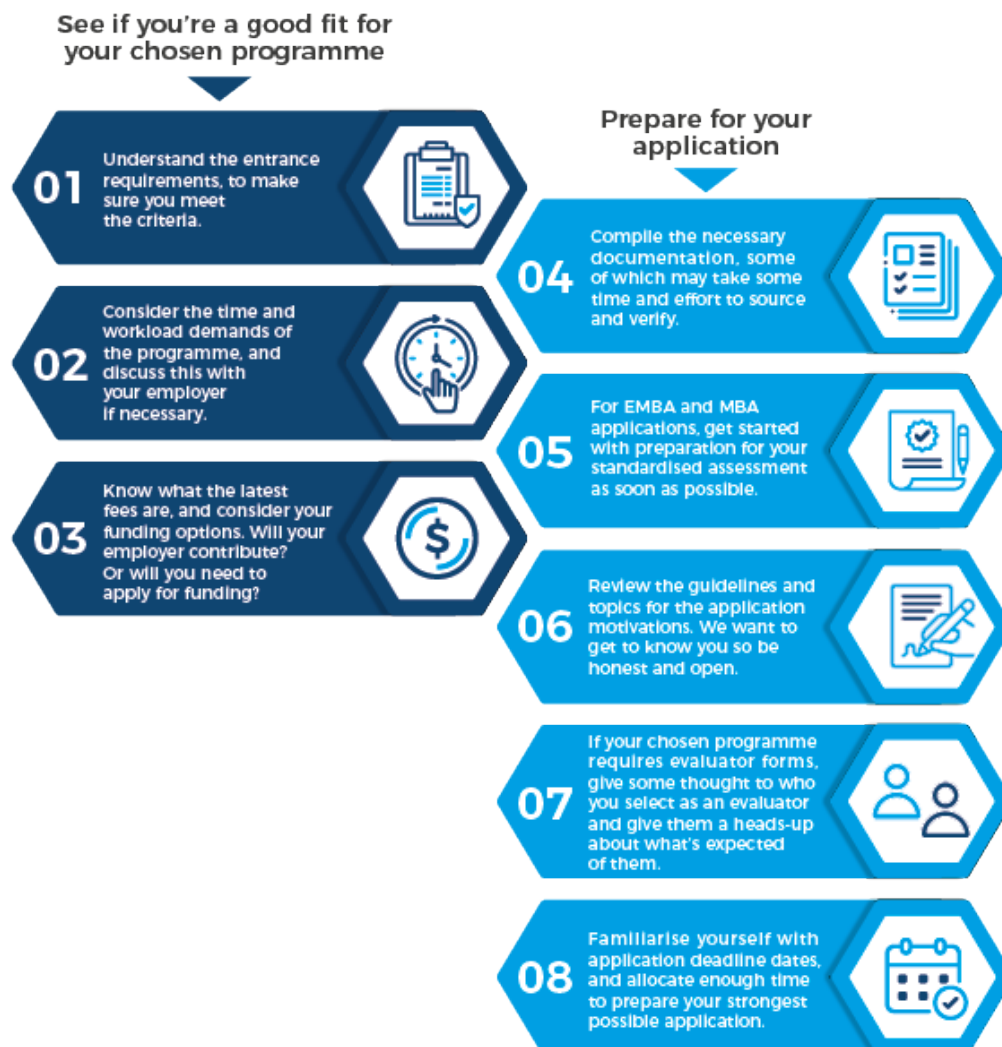 See if you're a good fit for
your chosen programme
01
Understand the entrance
requirements, to make
sure you meet
the criteria.
02
Consider the time and
workload demands of
the programme, and
discuss this with
your employer
if necessary.
03
Know what the latest
fees are, and consider your
funding options. Will your
employer contribute?
Or will you need to
apply for funding?
$
Prepare for your
application
04
Compile the necessary
documentation, some
of which may take some
time and effort to source
and verify.
05
For EMBA and MBA
applications, get started
with preparation for your
standardised assessment
as soon as possible.
06
Review the guidelines and
topics for the application
motivations. We want to
get to know you so be
honest and open.
07
If your chosen programme
requires evaluator forms,
give some thought to who
you select as an evaluator
and give them a heads-up
about what's expected
of them.
08
Familiarise yourself with
application deadline dates,
and allocate enough time
to prepare your strongest
possible application.